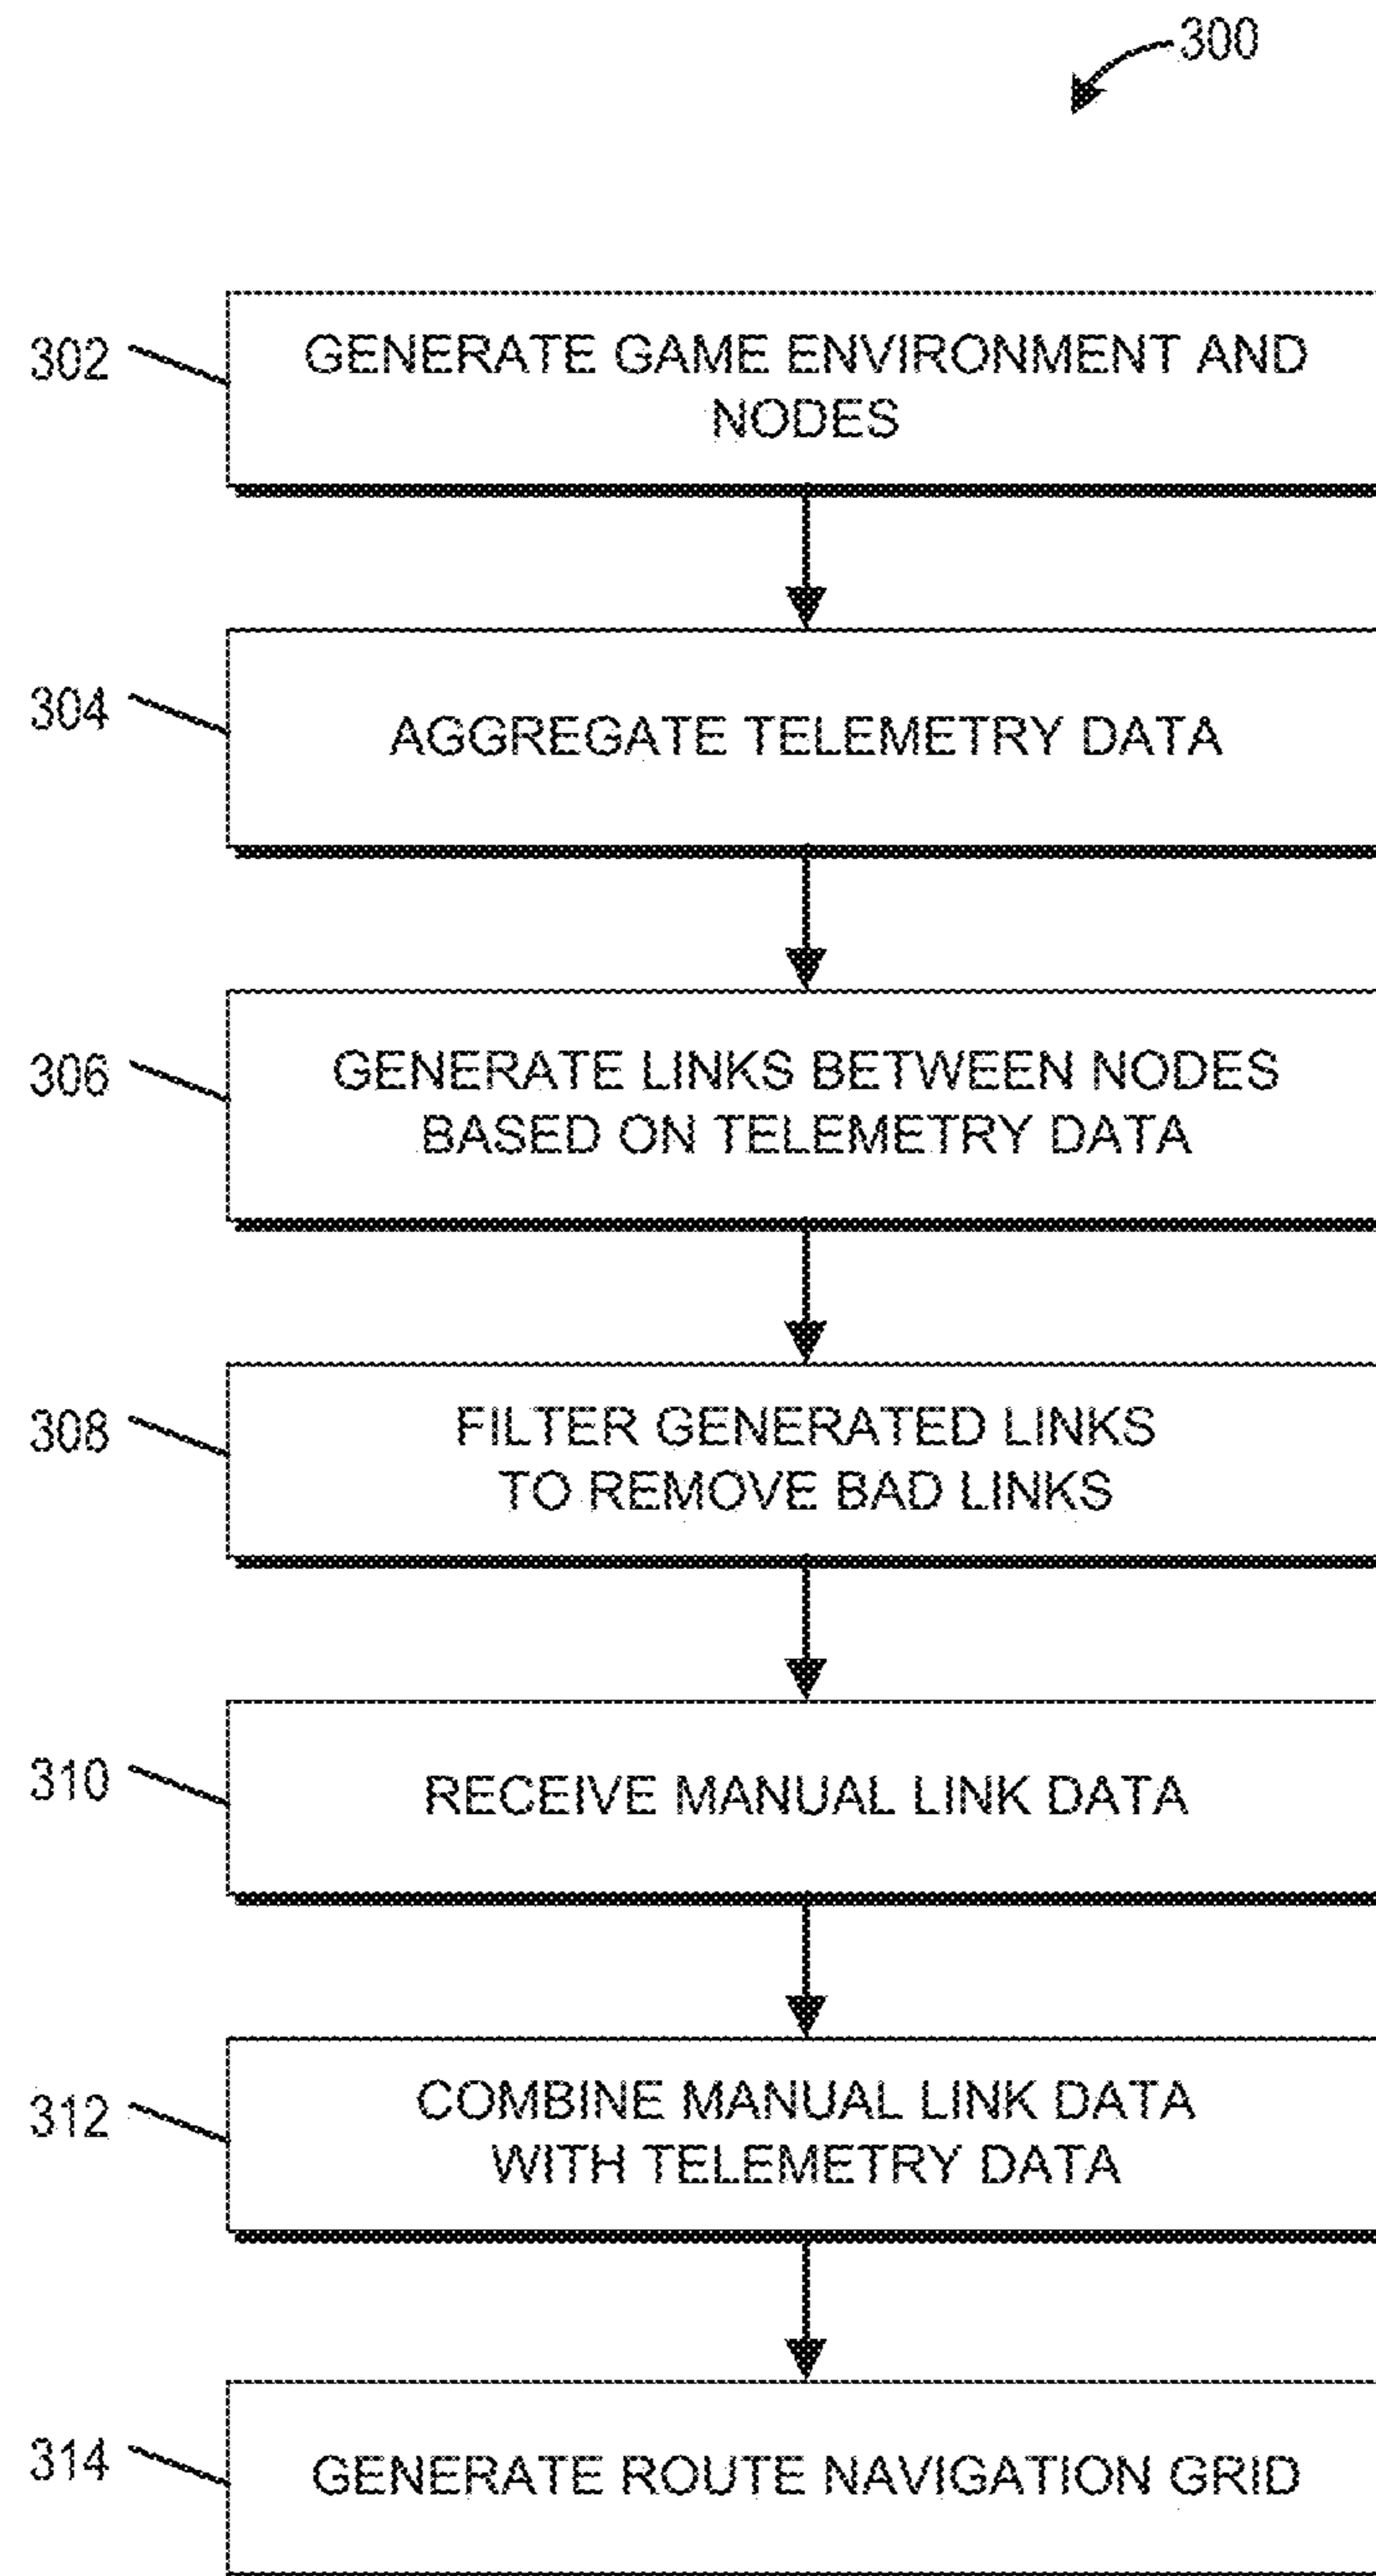 300
302
GENERATE GAME ENVIRONMENT AND
NODES
304
AGGREGATE TELEMETRY DATA
306
GENERATE LINKS BETWEEN NODES
BASED ON TELEMETRY DATA
308
FILTER GENERATED LINKS
TO REMOVE BAD LINKS
310
RECEIVE MANUAL LINK DATA
312
COMBINE MANUAL LINK DATA
WITH TELEMETRY DATA
314
GENERATE ROUTE NAVIGATION GRID